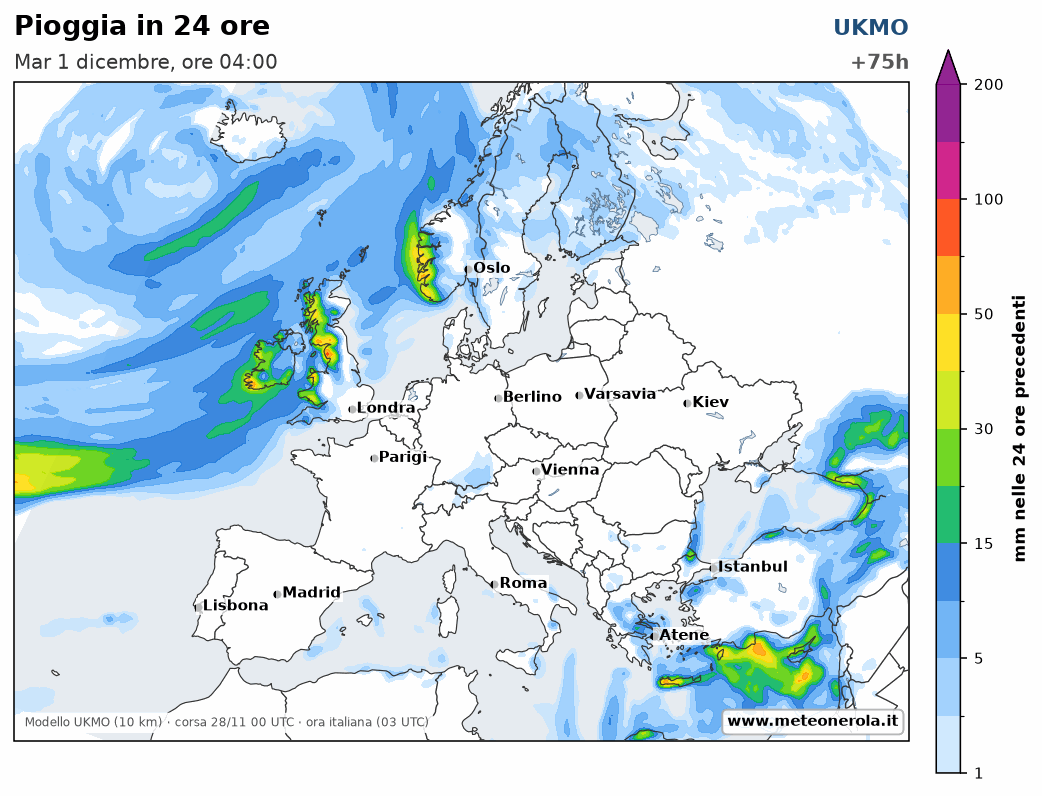 Pioggia in 24 ore
UKMO
Mar 1 dicembre, ore 04:00
+75h
200
100
50
30
15
5
1
mm nelle 24 ore precedenti
Oslo
Londra
Berlino
Varsavia
Kiev
Parigi
Vienna
Istanbul
Madrid
Roma
Lisbona
Atene
Modello UKMO (10 km) · corsa 28/11 00 UTC · ora italiana (03 UTC)
www.meteonerola.it